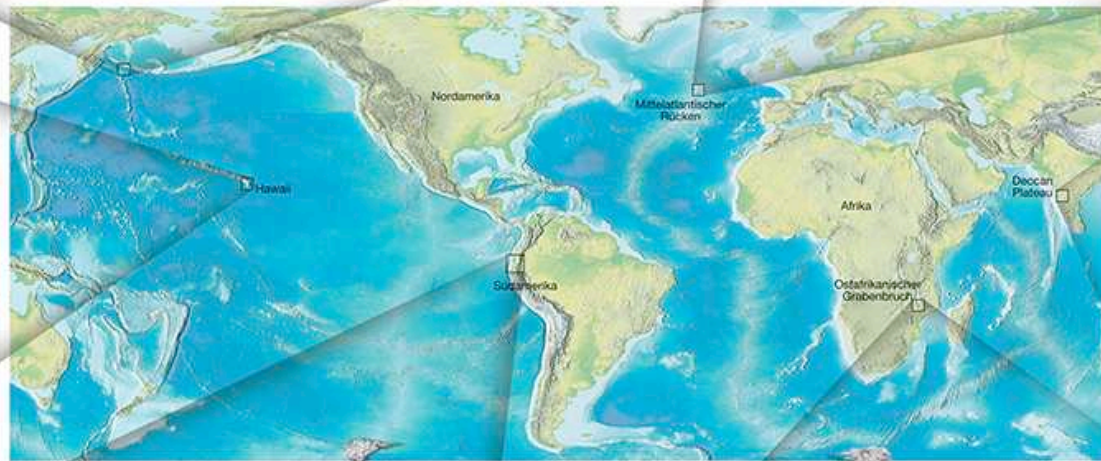 Nordamerika
Mittelatlantischer
Rücken
Hawaii
Deccan
Plateau
Afrika
Südamerika
Ostafrikanischer
Grabenbruch